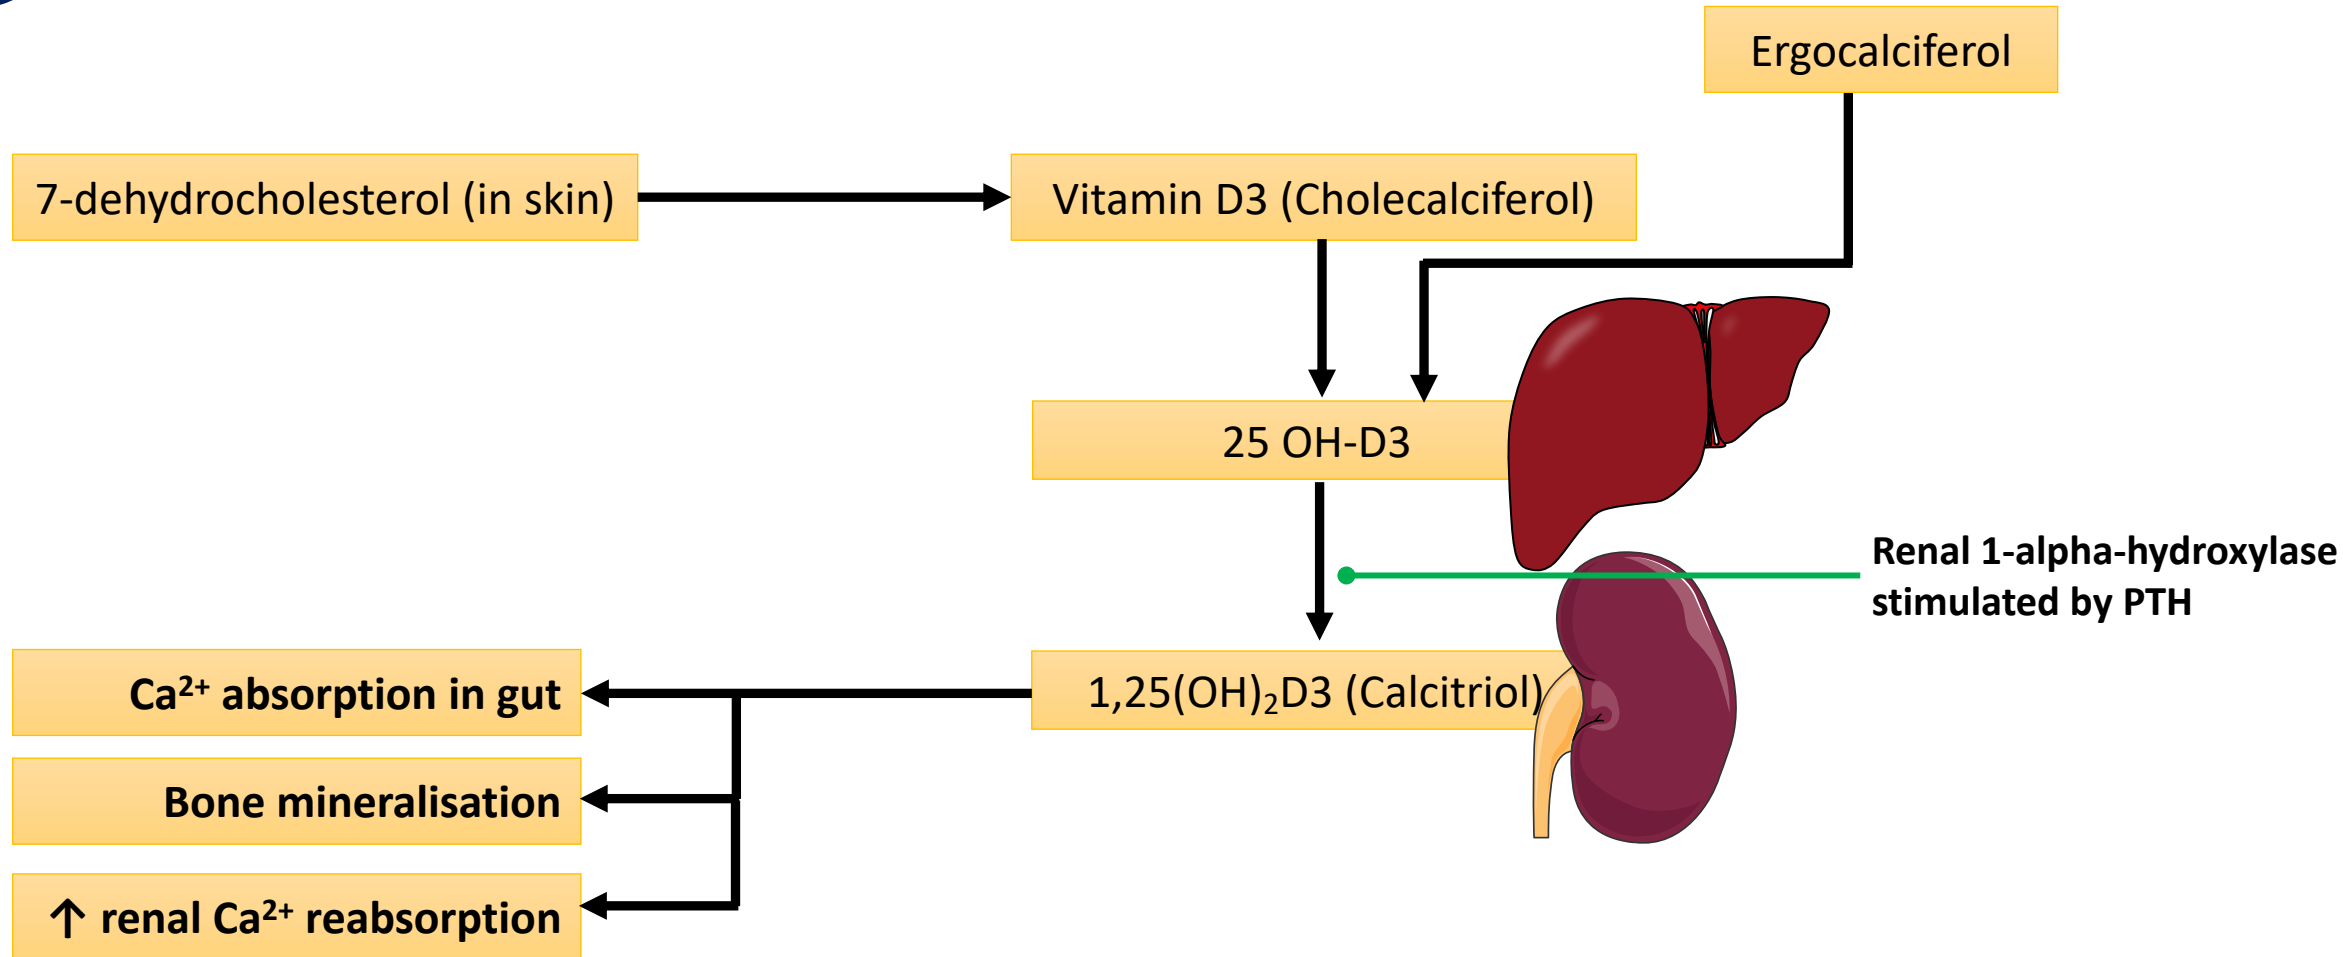 Ergocalciferol
7-dehydrocholesterol (in skin)
Vitamin D3 (Cholecalciferol)
25 OH-D3
Renal 1-alpha-hydroxylase
stimulated by PTH
1,25(OH)₂D3 (Calcitriol)
Ca²⁺ absorption in gut
Bone mineralisation
↑ renal Ca²⁺ reabsorption